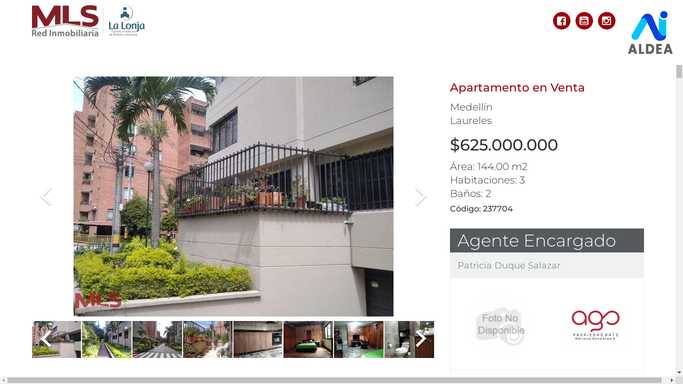 MLS
Red Inmobiliaria
La Lonja
ALDEA
Apartamento en Venta
Medellín
Laureles
$625.000.000
Área: 144.00 m2
Habitaciones: 3
Baños: 2
Código: 237704
Agente Encargado
Patricia Duque Salazar
MLS
Foto No
Disponible
ago